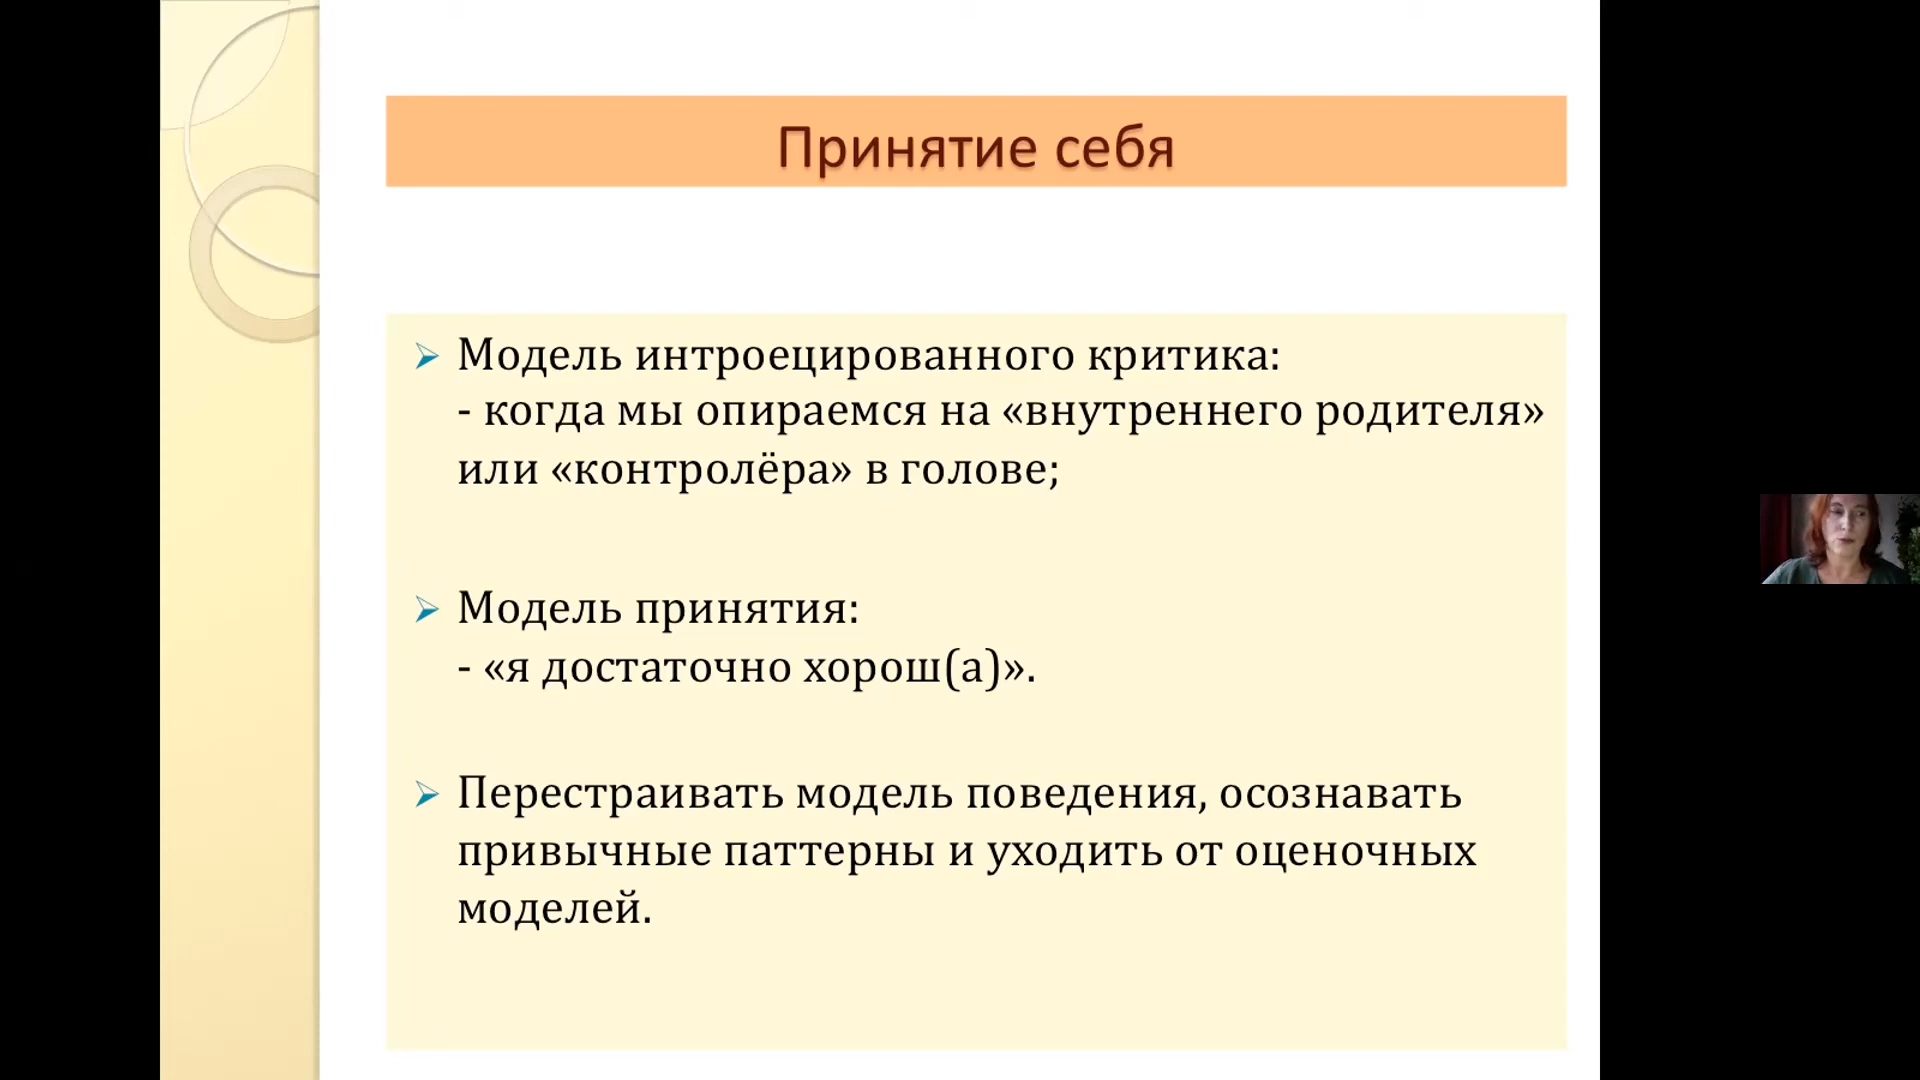 Принятие себя
Модель интроецированного критика:
- когда мы опираемся на «внутреннего родителя»
или «контролёра» в голове;
Модель принятия:
- «я достаточно хорош(а)».
Перестраивать модель поведения, осознавать
привычные паттерны и уходить от оценочных
моделей.